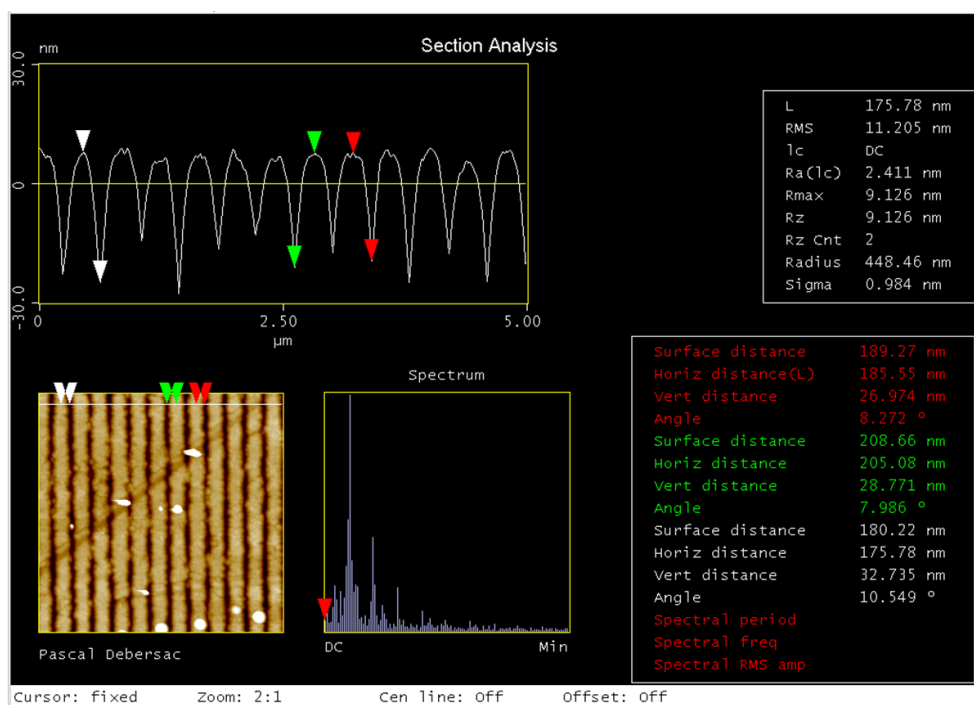 Section Analysis
nm
30.0
0
-30.0
0
2.50
5.00
µm
L 175.78 nm
RMS 11.205 nm
lc DC
Ra(lc) 2.411 nm
Rmax 9.126 nm
Rz 9.126 nm
Rz Cnt 2
Radius 448.46 nm
Sigma 0.984 nm
Surface distance 189.27 nm
Horiz distance(L) 185.55 nm
Vert distance 26.974 nm
Angle 8.272 º
Surface distance 208.66 nm
Horiz distance 205.08 nm
Vert distance 28.771 nm
Angle 7.986 º
Surface distance 180.22 nm
Horiz distance 175.78 nm
Vert distance 32.735 nm
Angle 10.549 º
Spectral period
Spectral freq
Spectral RMS amp
Spectrum
DC Min
Pascal Debersac
Cursor: fixed Zoom: 2:1 Cen line: Off Offset: Off